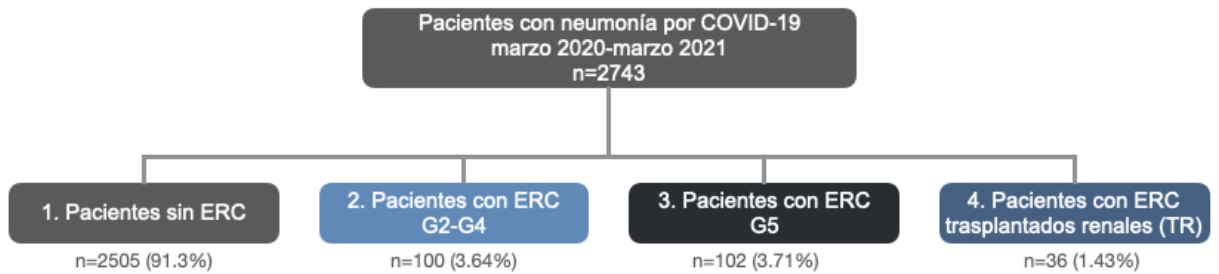 Pacientes con neumonía por COVID-19
marzo 2020-marzo 2021
n=2743
1. Pacientes sin ERC
n=2505 (91.3%)
2. Pacientes con ERC
G2-G4
n=100 (3.64%)
3. Pacientes con ERC
G5
n=102 (3.71%)
4. Pacientes con ERC
trasplantados renales (TR)
n=36 (1.43%)